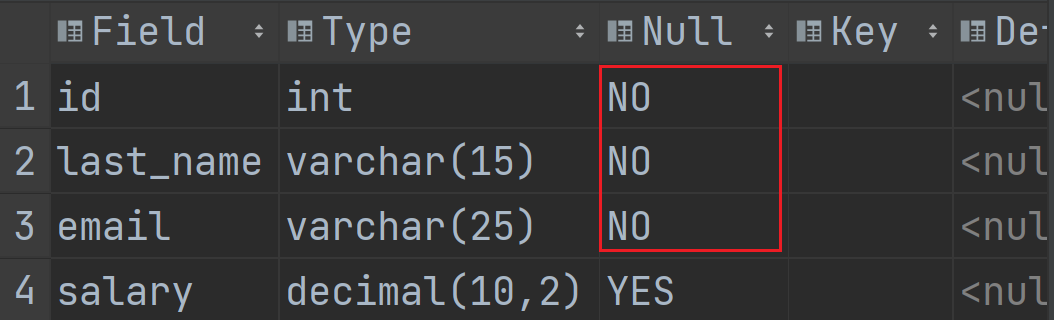 Field Type Null Key Def
1 id int NO <nul
2 last_name varchar(15) NO <nul
3 email varchar(25) NO <nul
4 salary decimal(10,2) YES <nul